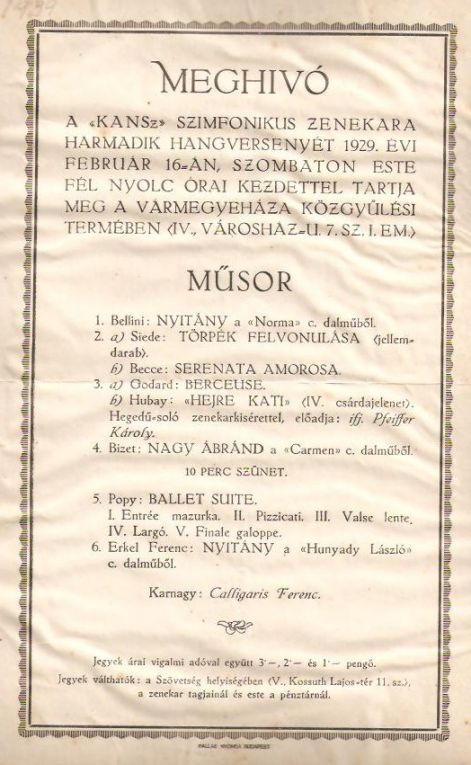 MEGHIVÓ
A «KANSz» SZIMFONIKUS ZENEKARA
HARMADIK HANGVERSENYÉT 1929. ÉVI
FEBRUÁR 16=ÁN, SZOMBATON ESTE
FÉL NYOLC ÓRAI KEZDETTEL TARTJA
MEG A VÁRMEGYEHÁZA KÖZGYŰLÉSI
TERMÉBEN (IV., VÁROSHÁZ=U. 7. SZ. I. EM.)
MŰSOR
1. Bellini: NYITÁNY a «Norma» c. dalműből.
2. a) Siede: TÖRPÉK FELVONULÁSA (jellem=
darab).
b) Becce: SERENATA AMOROSA.
3. a) Godard: BERCEUSE.
b) Hubay: «HEJRE KATI» (IV. csárdajelenet).
Hegedű=soló zenekarkisérettel, előadja: ifj. Pfeiffer
Károly.
4. Bizet: NAGY ÁBRÁND a «Carmen» c. dalműből.
10 PERC SZÜNET.
5. Popy: BALLET SUITE.
I. Entrée mazurka. II. Pizzicati. III. Valse lente.
IV. Largó. V. Finale galoppe.
6. Erkel Ferenc: NYITÁNY a «Hunyady László»
c. dalműből.
Karnagy: Calligaris Ferenc.
Jegyek árai vigalmi adóval együtt 3·—, 2·— és 1·— pengő.
Jegyek válthatók: a Szövetség helyiségében (V., Kossuth Lajos=tér 11. sz.),
a zenekar tagjainál és este a pénztárnál.
PALLAS NYOMDA BUDAPEST